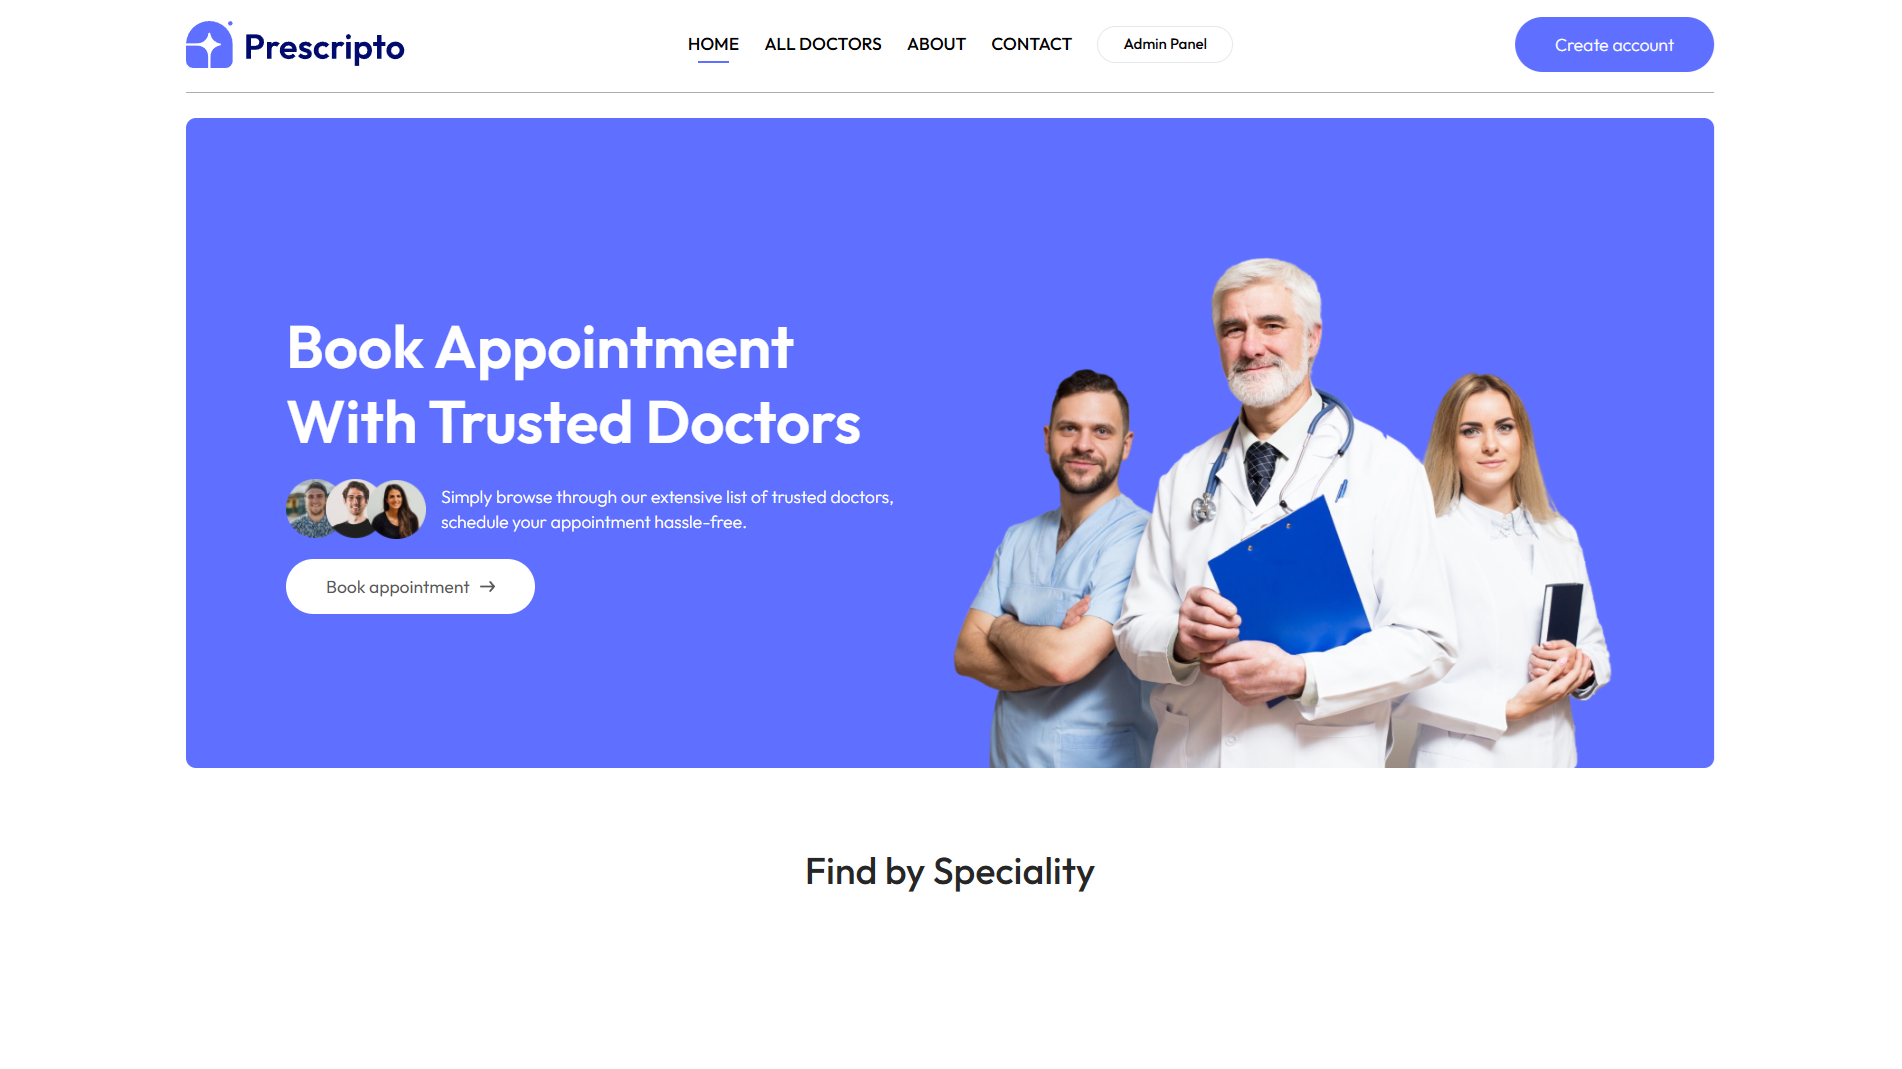 Prescripto
HOME
ALL DOCTORS
ABOUT
CONTACT
Admin Panel
Create account
Book Appointment
With Trusted Doctors
Simply browse through our extensive list of trusted doctors,
schedule your appointment hassle-free.
Book appointment
Find by Speciality